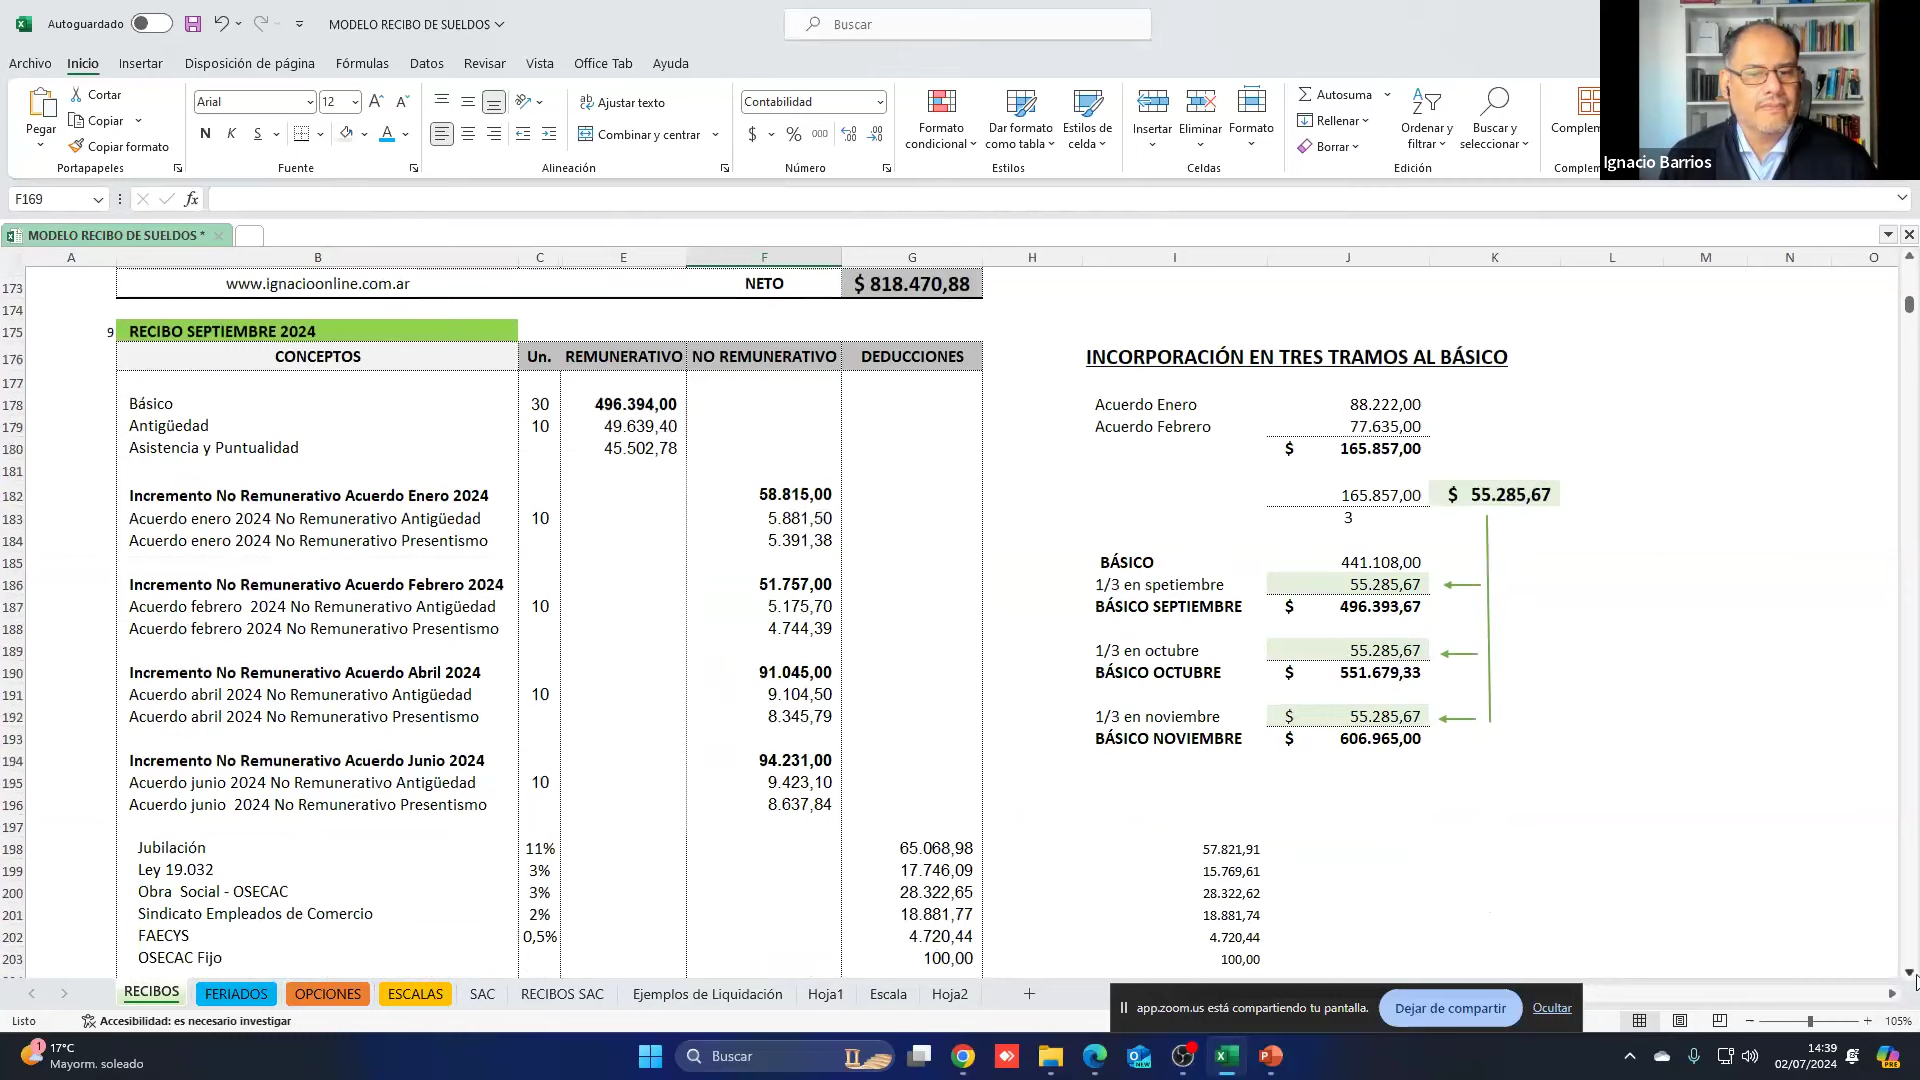 Autoguardado
MODELO RECIBO DE SUELDOS
Buscar
Archivo Inicio Insertar Disposición de página Fórmulas Datos Revisar Vista Office Tab Ayuda
Pegar
Cortar
Copiar
Copiar formato
Portapapeles
Arial 12
N K S
Fuente
Ajustar texto
Combinar y centrar
Alineación
Contabilidad
$ % 000
Número
Formato condicional
Dar formato como tabla
Estilos de celda
Estilos
Insertar Eliminar Formato
Celdas
Autosuma
Rellenar
Borrar
Ordenar y filtrar
Buscar y seleccionar
Edición
Complem
Complem
Ignacio Barrios
F169
fx
MODELO RECIBO DE SUELDOS *
A B C E F G H I J K L M N O
173 www.ignacioonline.com.ar NETO $ 818.470,88
174
175 9 RECIBO SEPTIEMBRE 2024
176 CONCEPTOS Un. REMUNERATIVO NO REMUNERATIVO DEDUCCIONES INCORPORACIÓN EN TRES TRAMOS AL BÁSICO
177
178 Básico 30 496.394,00 Acuerdo Enero 88.222,00
179 Antigüedad 10 49.639,40 Acuerdo Febrero 77.635,00
180 Asistencia y Puntualidad 45.502,78 $ 165.857,00
181
182 Incremento No Remunerativo Acuerdo Enero 2024 58.815,00 165.857,00 $ 55.285,67
183 Acuerdo enero 2024 No Remunerativo Antigüedad 10 5.881,50 3
184 Acuerdo enero 2024 No Remunerativo Presentismo 5.391,38
185 BÁSICO 441.108,00
186 Incremento No Remunerativo Acuerdo Febrero 2024 51.757,00 1/3 en spetiembre 55.285,67
187 Acuerdo febrero  2024 No Remunerativo Antigüedad 10 5.175,70 BÁSICO SEPTIEMBRE $ 496.393,67
188 Acuerdo febrero 2024 No Remunerativo Presentismo 4.744,39
189 1/3 en octubre 55.285,67
190 Incremento No Remunerativo Acuerdo Abril 2024 91.045,00 BÁSICO OCTUBRE $ 551.679,33
191 Acuerdo abril 2024 No Remunerativo Antigüedad 10 9.104,50
192 Acuerdo abril 2024 No Remunerativo Presentismo 8.345,79 1/3 en noviembre $ 55.285,67
193 BÁSICO NOVIEMBRE $ 606.965,00
194 Incremento No Remunerativo Acuerdo Junio 2024 94.231,00
195 Acuerdo junio 2024 No Remunerativo Antigüedad 10 9.423,10
196 Acuerdo junio  2024 No Remunerativo Presentismo 8.637,84
197
198 Jubilación 11% 65.068,98 57.821,91
199 Ley 19.032 3% 17.746,09 15.769,61
200 Obra  Social - OSECAC 3% 28.322,65 28.322,62
201 Sindicato Empleados de Comercio 2% 18.881,77 18.881,74
202 FAECYS 0,5% 4.720,44 4.720,44
203 OSECAC Fijo 100,00 100,00
RECIBOS FERIADOS OPCIONES ESCALAS SAC RECIBOS SAC Ejemplos de Liquidación Hoja1 Escala Hoja2
app.zoom.us está compartiendo tu pantalla. Dejar de compartir Ocultar
Listo Accesibilidad: es necesario investigar 105%
1 17°C
Mayorm. soleado
Buscar
14:39
02/07/2024